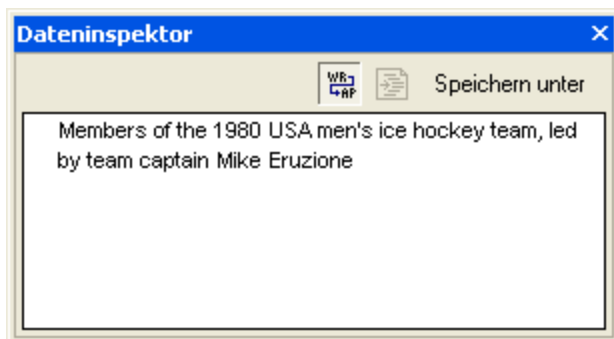 Dateninspektor
WR
AP
Speichern unter
Members of the 1980 USA men's ice hockey team, led
by team captain Mike Eruzione